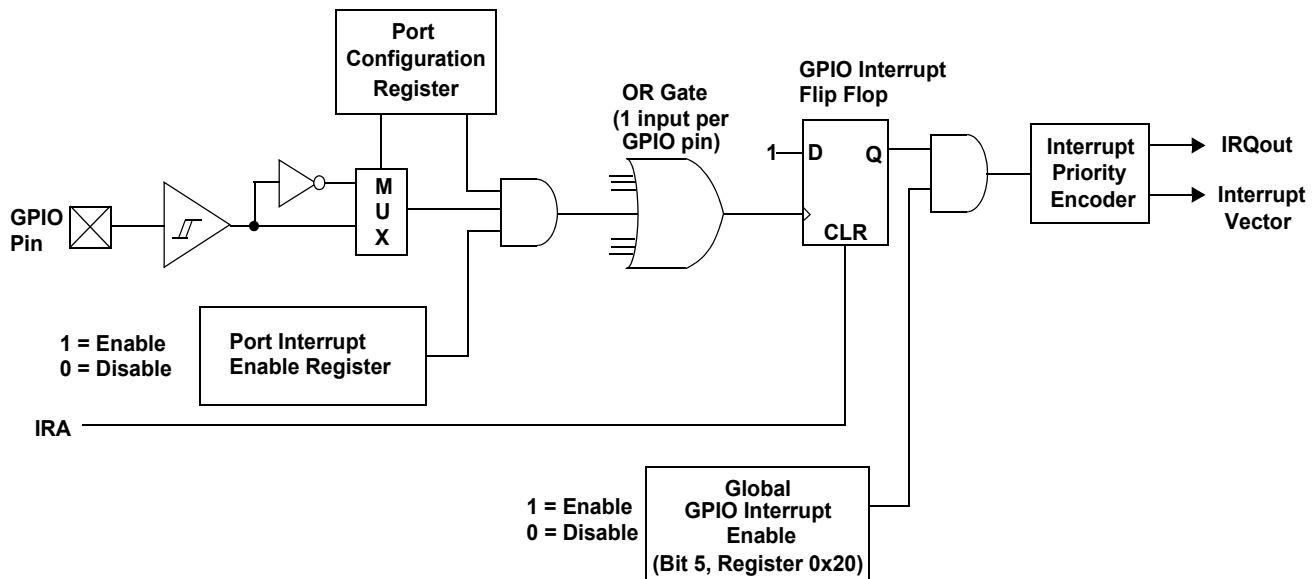 Port
Configuration
Register
GPIO Interrupt
Flip Flop
OR Gate
(1 input per
GPIO pin)
1
D
Q
CLR
Interrupt
Priority
Encoder
IRQout
Interrupt
Vector
M
U
X
GPIO
Pin
1 = Enable
0 = Disable
Port Interrupt
Enable Register
IRA
1 = Enable
0 = Disable
Global
GPIO Interrupt
Enable
(Bit 5, Register 0x20)